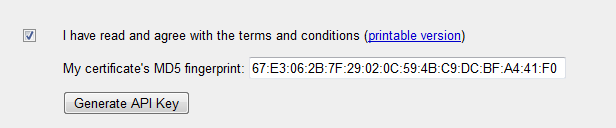 I have read and agree with the terms and conditions (printable version)
My certificate's MD5 fingerprint: 67:E3:06:2B:7F:29:02:0C:59:4B:C9:DC:BF:A4:41:F0
Generate API Key